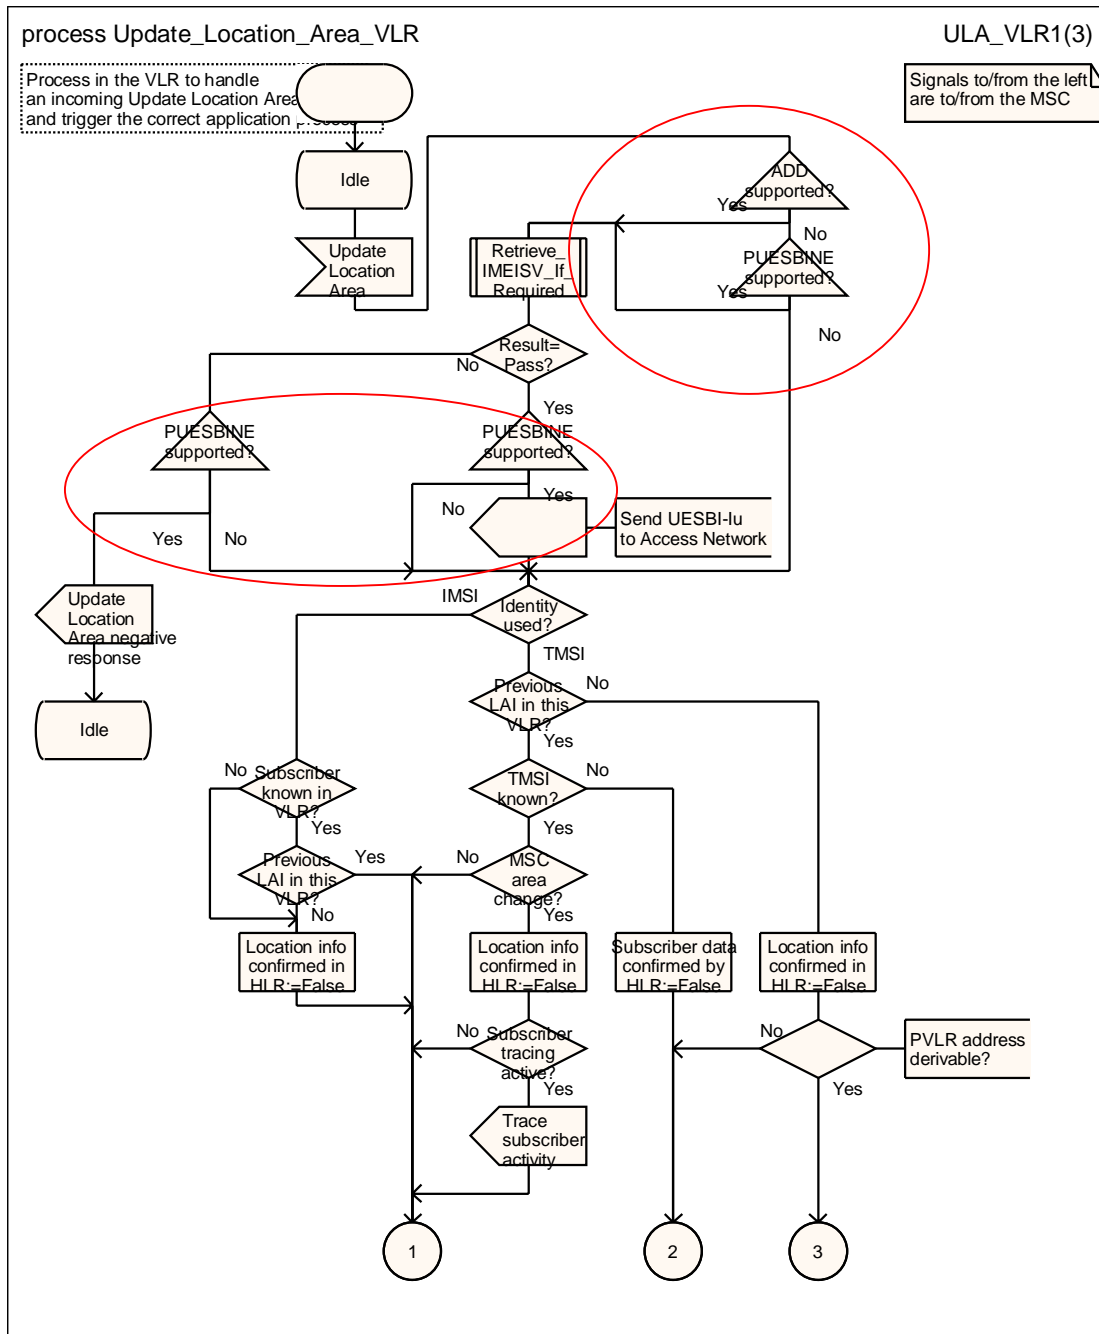 process Update_Location_Area_VLR
ULA_VLR1(3)
Process in the VLR to handle
an incoming Update Location Area
and trigger the correct application process
Signals to/from the left
are to/from the MSC
Idle
ADD
supported?
Yes
No
Update
Location
Area
Retrieve_
IMEISV_If_
Required
PUESBINE
supported?
Yes
No
Result=
Pass?
No
Yes
PUESBINE
supported?
PUESBINE
supported?
Yes
No
No
Yes
Send UESBI-Iu
to Access Network
Update
Location
Area negative
response
IMSI
Identity
used?
TMSI
Idle
Previous
LAI in this
VLR?
No
Yes
No
Subscriber
known in
VLR?
Yes
TMSI
known?
No
Yes
Previous
LAI in this
VLR?
Yes
No
No
MSC
area
change?
Yes
Location info
confirmed in
HLR:=False
Location info
confirmed in
HLR:=False
Subscriber data
confirmed by
HLR:=False
Location info
confirmed in
HLR:=False
No
Subscriber
tracing
active?
Yes
No
Yes
PVLR address
derivable?
Trace
subscriber
activity
1
2
3